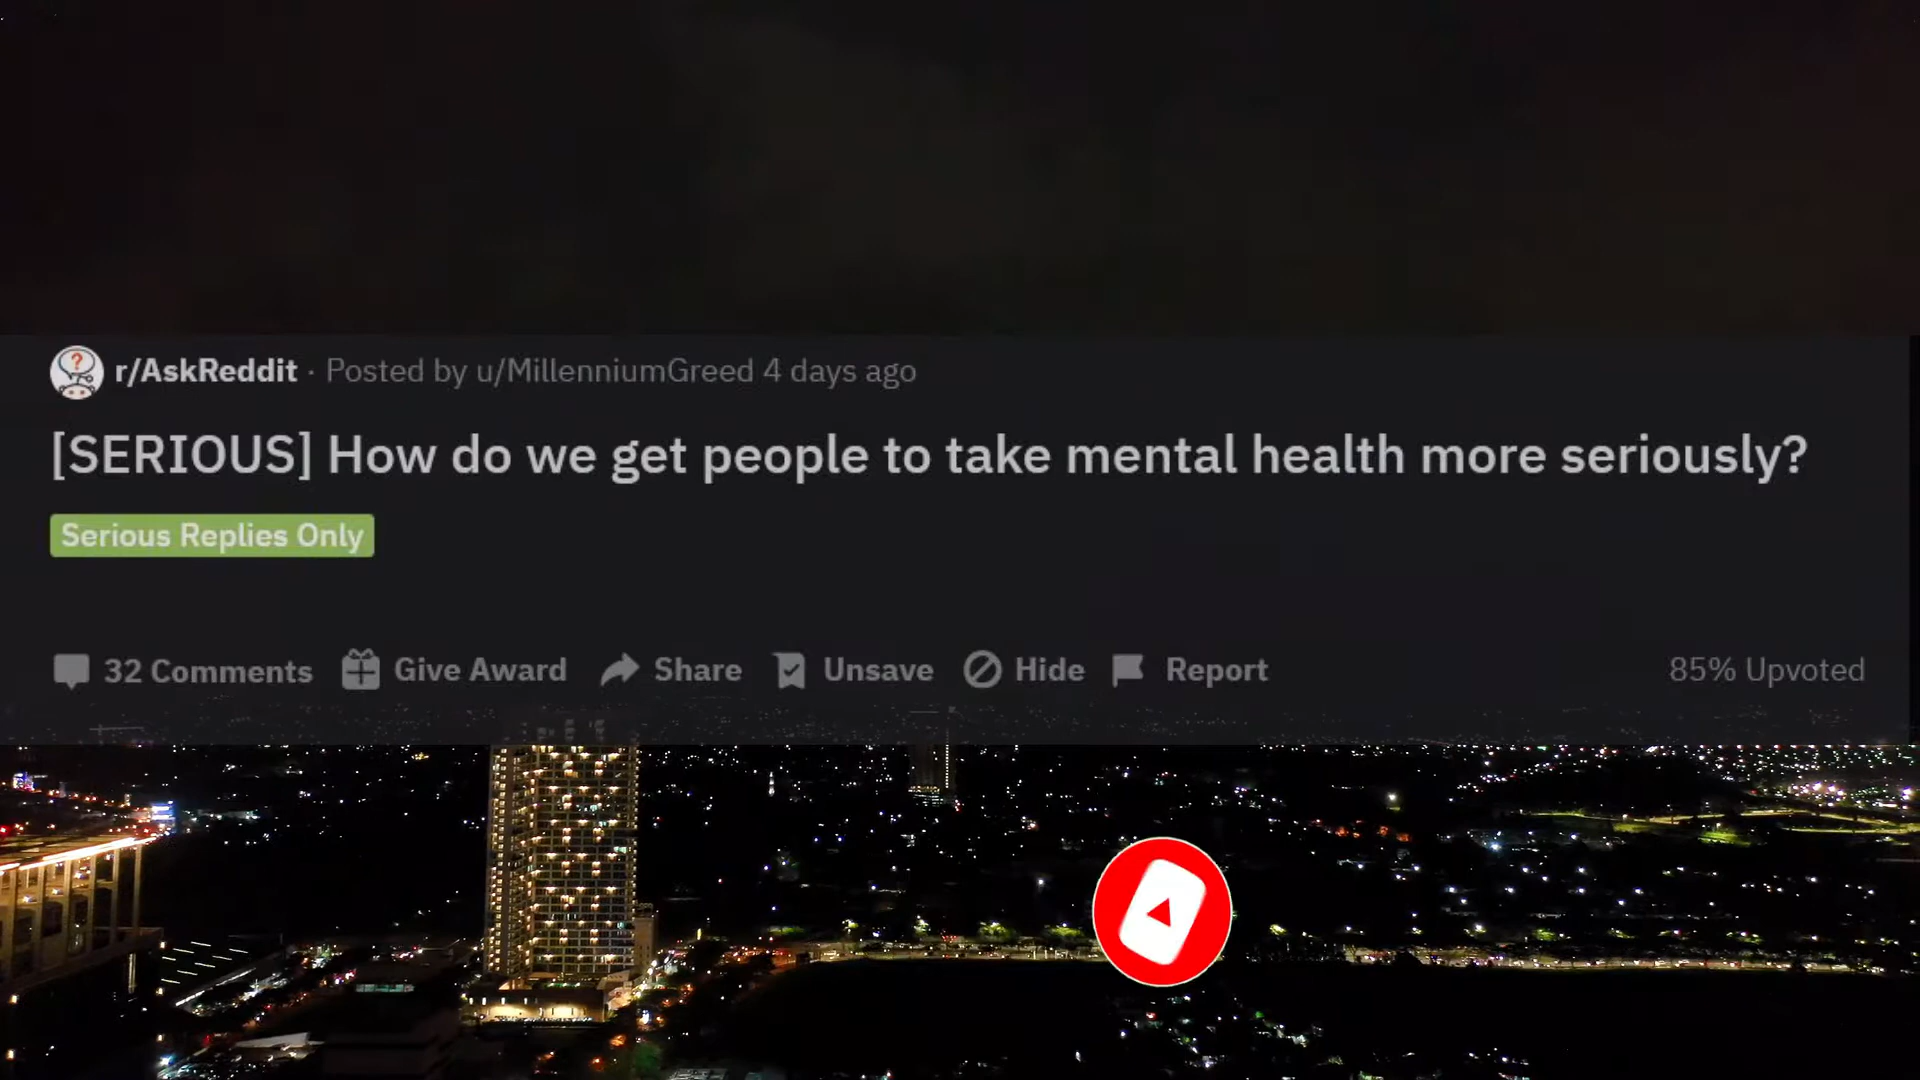 r/AskReddit · Posted by u/MillenniumGreed 4 days ago
[SERIOUS] How do we get people to take mental health more seriously?
Serious Replies Only
32 Comments Give Award Share Unsave Hide Report 85% Upvoted